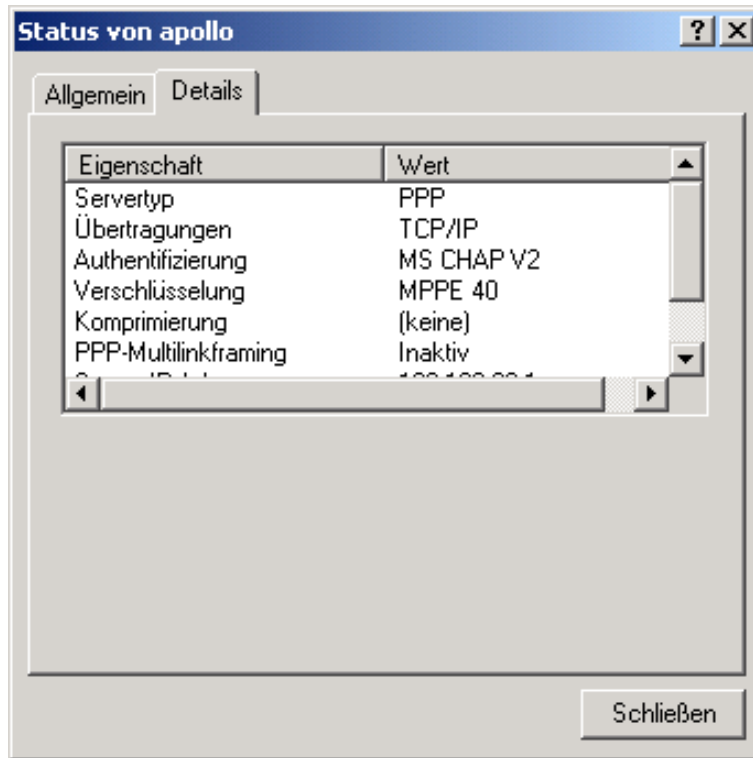 Status von apollo
Allgemein Details
Eigenschaft Wert
Servertyp PPP
Übertragungen TCP/IP
Authentifizierung MS CHAP V2
Verschlüsselung MPPE 40
Komprimierung (keine)
PPP-Multilinkframing Inaktiv
Schließen